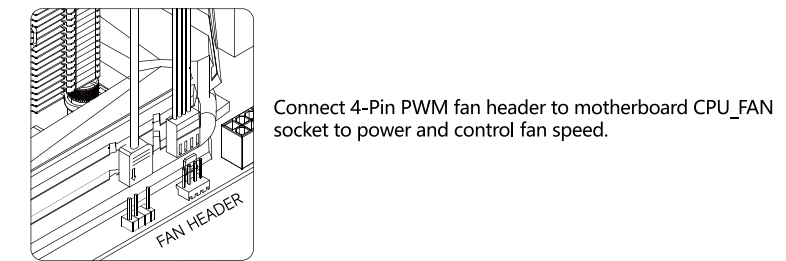 Connect 4-Pin PWM fan header to motherboard CPU_FAN
socket to power and control fan speed.
FAN HEADER